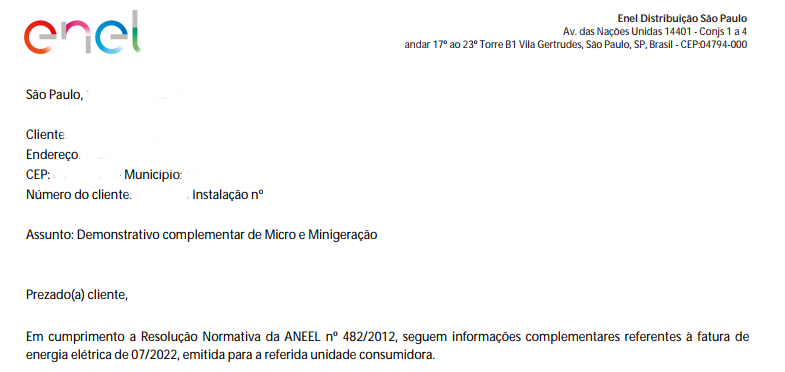 enel
Enel Distribuição São Paulo
Av. das Nações Unidas 14401 - Conjs 1 a 4
andar 17º ao 23º Torre B1 Vila Gertrudes, São Paulo, SP, Brasil - CEP:04794-000
São Paulo,
Cliente
Endereço
CEP: Município:
Número do cliente: Instalação nº
Assunto: Demonstrativo complementar de Micro e Minigeração
Prezado(a) cliente,
Em cumprimento a Resolução Normativa da ANEEL nº 482/2012, seguem informações complementares referentes à fatura de
energia elétrica de 07/2022, emitida para a referida unidade consumidora.